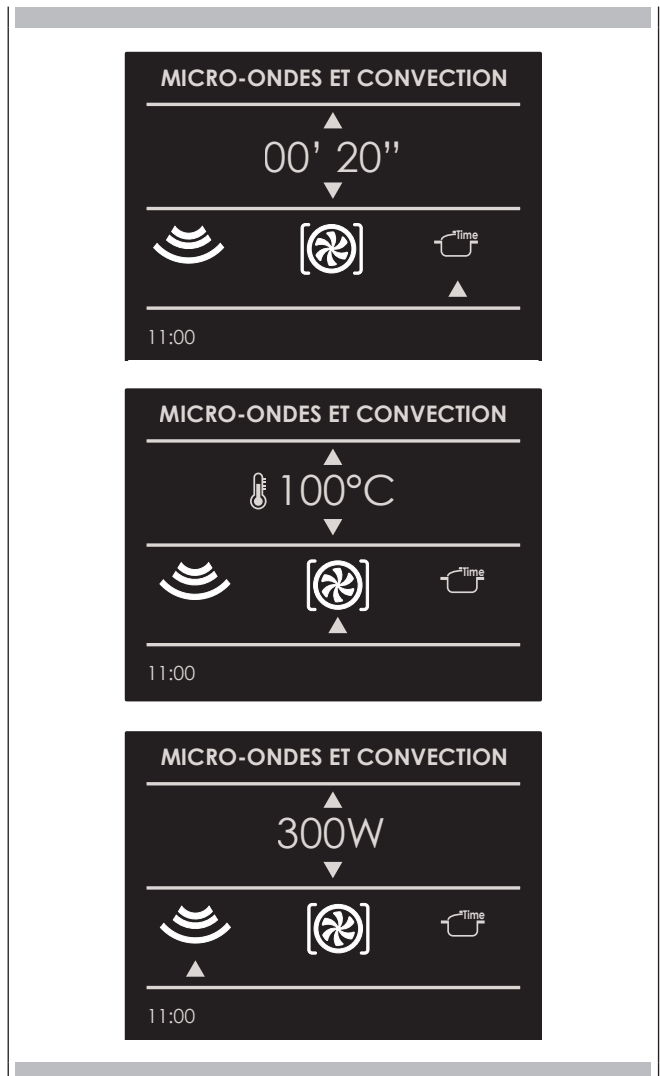 MICRO-ONDES ET CONVECTION
00’ 20’’
Time
11:00
MICRO-ONDES ET CONVECTION
100°C
Time
11:00
MICRO-ONDES ET CONVECTION
300W
Time
11:00